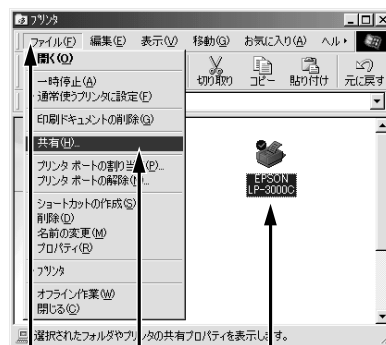 プリンタ
ファイル(F) 編集(E) 表示(V) 移動(G) お気に入り(A) ヘル
開く(O)
一時停止(A)
通常使うプリンタに設定(F)
印刷ドキュメントの削除(G)
共有(H)...
プリンタ ポートの割り当(P)...
プリンタ ポートの解除(N)...
ショートカットの作成(S)
削除(D)
名前の変更(M)
プロパティ(R)
プリンタ
オフライン作業(W)
閉じる(C)
切り取り コピー 貼り付け 元に戻す
EPSON
LP-3000C
選択されたフォルダやプリンタの共有プロパティを表示します。